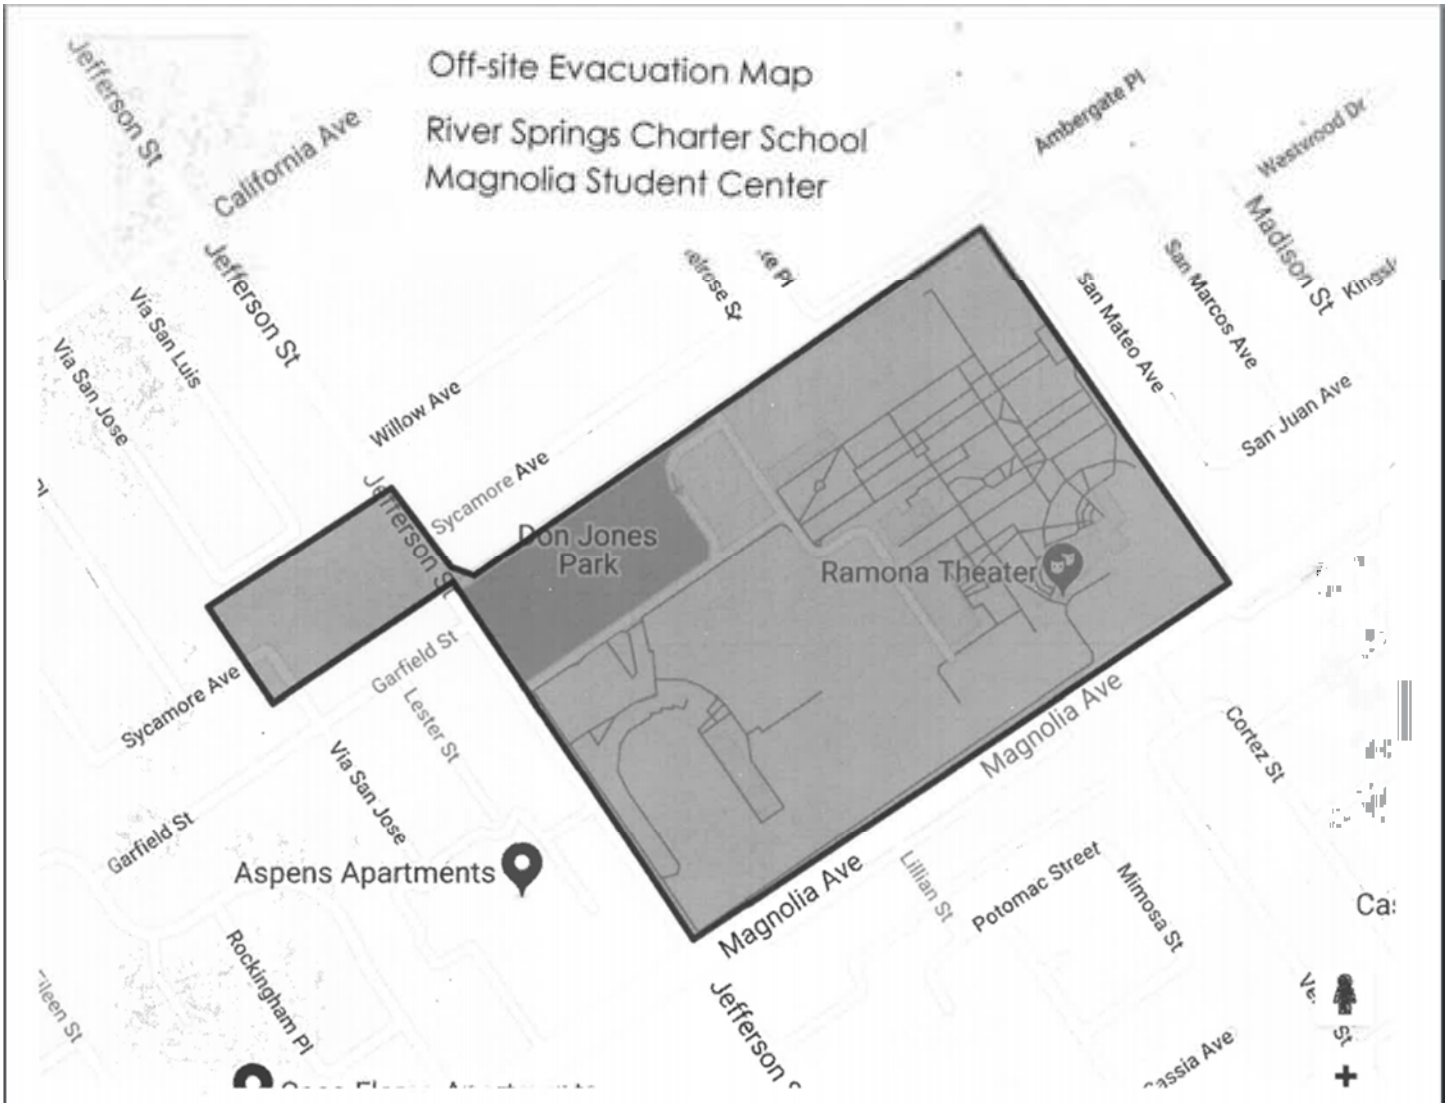 Off-site Evacuation Map
River Springs Charter School
Magnolia Student Center
Jefferson St
California Ave
Ambergate Pl
Westwood Dr
Madison St
San Marcos Ave
San Mateo Ave
San Juan Ave
Jefferson St
Via San Luis
Via San Jose
Willow Ave
Sycamore Ave
Jefferson St
Don Jones
Park
Ramona Theater
Garfield St
Lester St
Sycamore Ave
Magnolia Ave
Cortez St
Via San Jose
Garfield St
Aspens Apartments
Magnolia Ave
Lillian St
Potomac Street
Mimosa St
Rockingham Pl
Jefferson